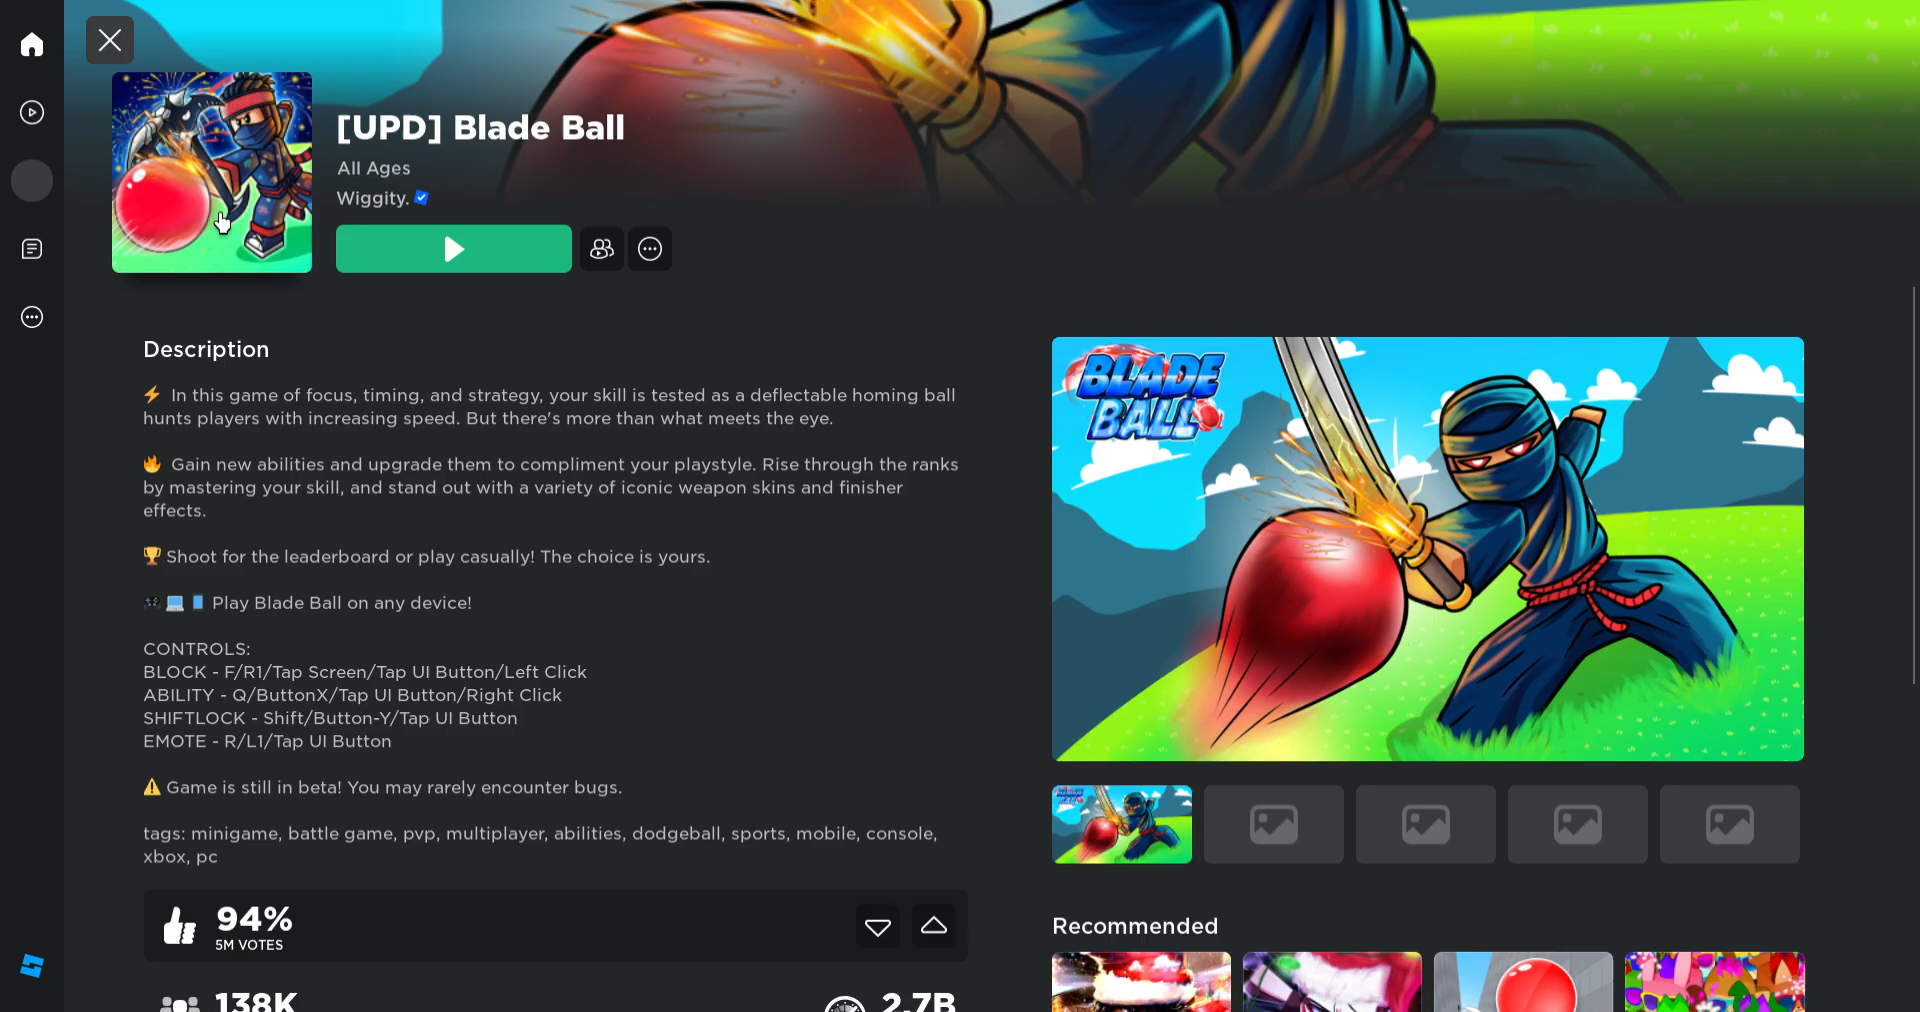 [UPD] Blade Ball
All Ages
Wiggity.
Description
⚡ In this game of focus, timing, and strategy, your skill is tested as a deflectable homing ball
hunts players with increasing speed. But there's more than what meets the eye.
🔥 Gain new abilities and upgrade them to compliment your playstyle. Rise through the ranks
by mastering your skill, and stand out with a variety of iconic weapon skins and finisher
effects.
🏆 Shoot for the leaderboard or play casually! The choice is yours.
🎮 💻 📱 Play Blade Ball on any device!
CONTROLS:
BLOCK - F/R1/Tap Screen/Tap UI Button/Left Click
ABILITY - Q/ButtonX/Tap UI Button/Right Click
SHIFTLOCK - Shift/Button-Y/Tap UI Button
EMOTE - R/L1/Tap UI Button
⚠️ Game is still in beta! You may rarely encounter bugs.
tags: minigame, battle game, pvp, multiplayer, abilities, dodgeball, sports, mobile, console,
xbox, pc
94%
5M VOTES
138K
2.7B
BLADE
BALL
Recommended